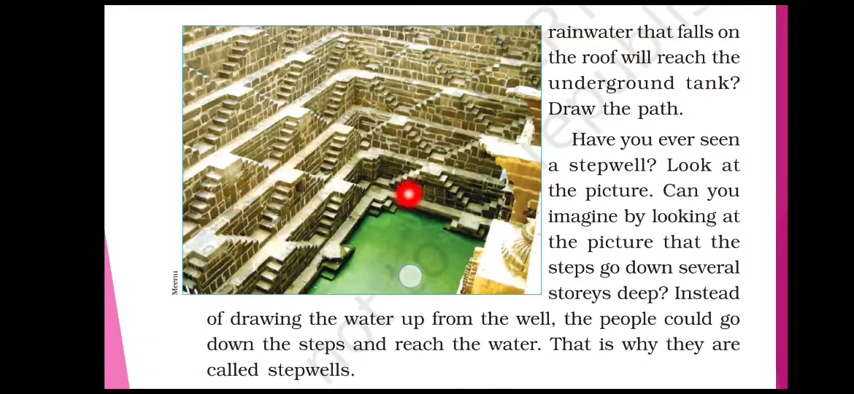 rainwater that falls on
the roof will reach the
underground tank?
Draw the path.
Have you ever seen
a stepwell? Look at
the picture. Can you
imagine by looking at
the picture that the
steps go down several
storeys deep? Instead
of drawing the water up from the well, the people could go
down the steps and reach the water. That is why they are
called stepwells.
Meenu